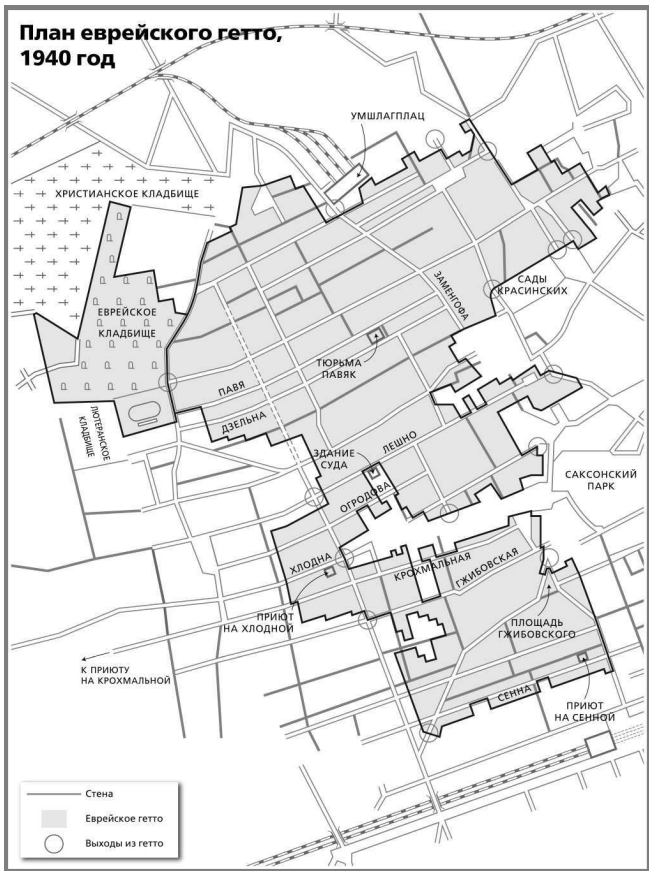 План еврейского гетто,
1940 год
УМШЛАГПЛАЦ
ХРИСТИАНСКОЕ КЛАДБИЩЕ
ЕВРЕЙСКОЕ
КЛАДБИЩЕ
ЗАМЕНГОФА
САДЫ
КРАСИНСКИХ
ТЮРЬМА
ПАВЯК
ПАВЯ
ДЗЕЛЬНА
ЛЮТЕРАНСКОЕ
КЛАДБИЩЕ
ЛЕШНО
ЗДАНИЕ
СУДА
ОГРОДОВА
САКСОНСКИЙ
ПАРК
ХЛОДНА
КРОХМАЛЬНАЯ
ГЖИБОВСКАЯ
ПРИЮТ
НА ХЛОДНОЙ
ПЛОЩАДЬ
ГЖИБОВСКОГО
К ПРИЮТУ
НА КРОХМАЛЬНОЙ
СЕННА
ПРИЮТ
НА СЕННОЙ
Стена
Еврейское гетто
Выходы из гетто